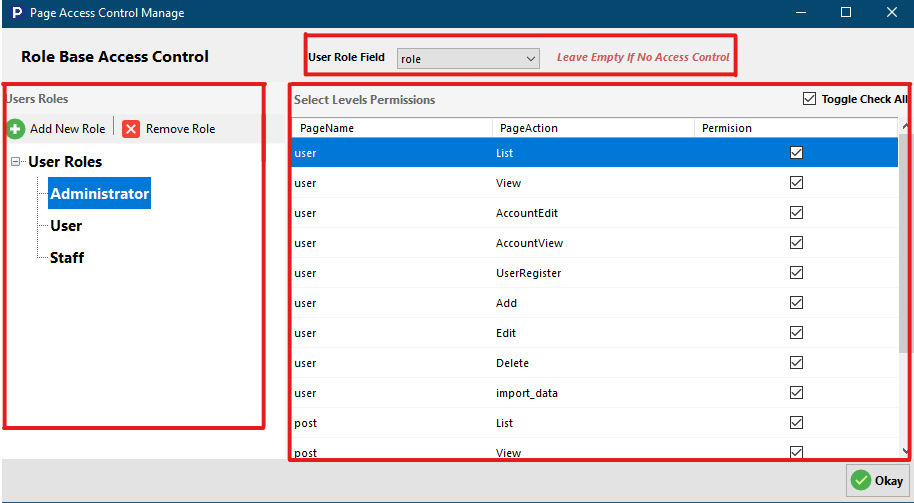 P Page Access Control Manage
Role Base Access Control
User Role Field role Leave Empty If No Access Control
Users Roles
Add New Role Remove Role
User Roles
Administrator
User
Staff
Select Levels Permissions Toggle Check All
PageName PageAction Permision
user List
user View
user AccountEdit
user AccountView
user UserRegister
user Add
user Edit
user Delete
user import_data
post List
post View
Okay